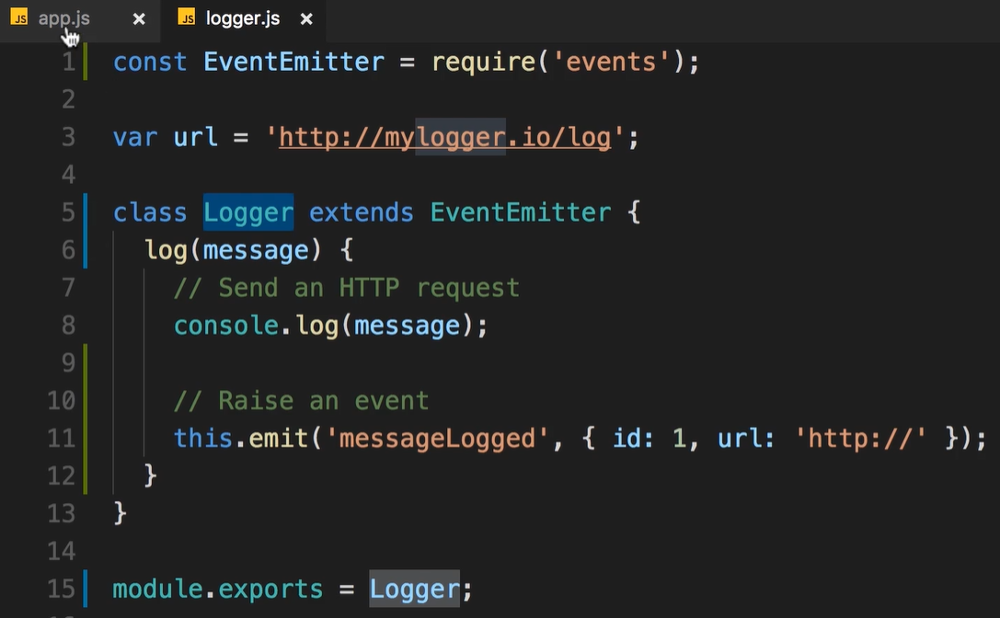 JS app.js × JS logger.js ×
1 const EventEmitter = require('events');
2
3 var url = 'http://mylogger.io/log';
4
5 class Logger extends EventEmitter {
6 log(message) {
7 // Send an HTTP request
8 console.log(message);
9
10 // Raise an event
11 this.emit('messageLogged', { id: 1, url: 'http://' });
12 }
13 }
14
15 module.exports = Logger;